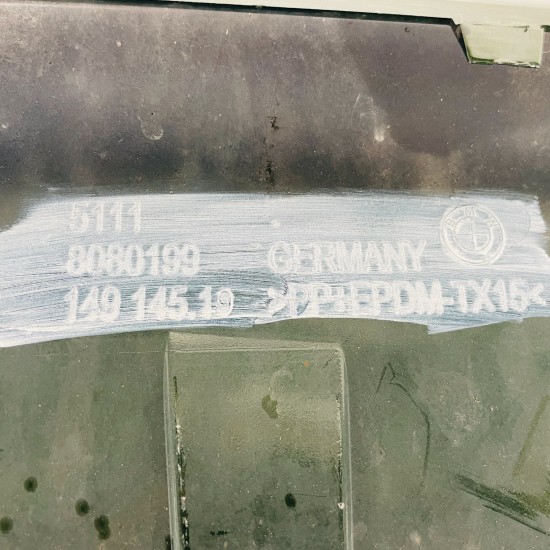 5111
8080199 GERMANY
149 145.19 >PP+EPDM-TX15<